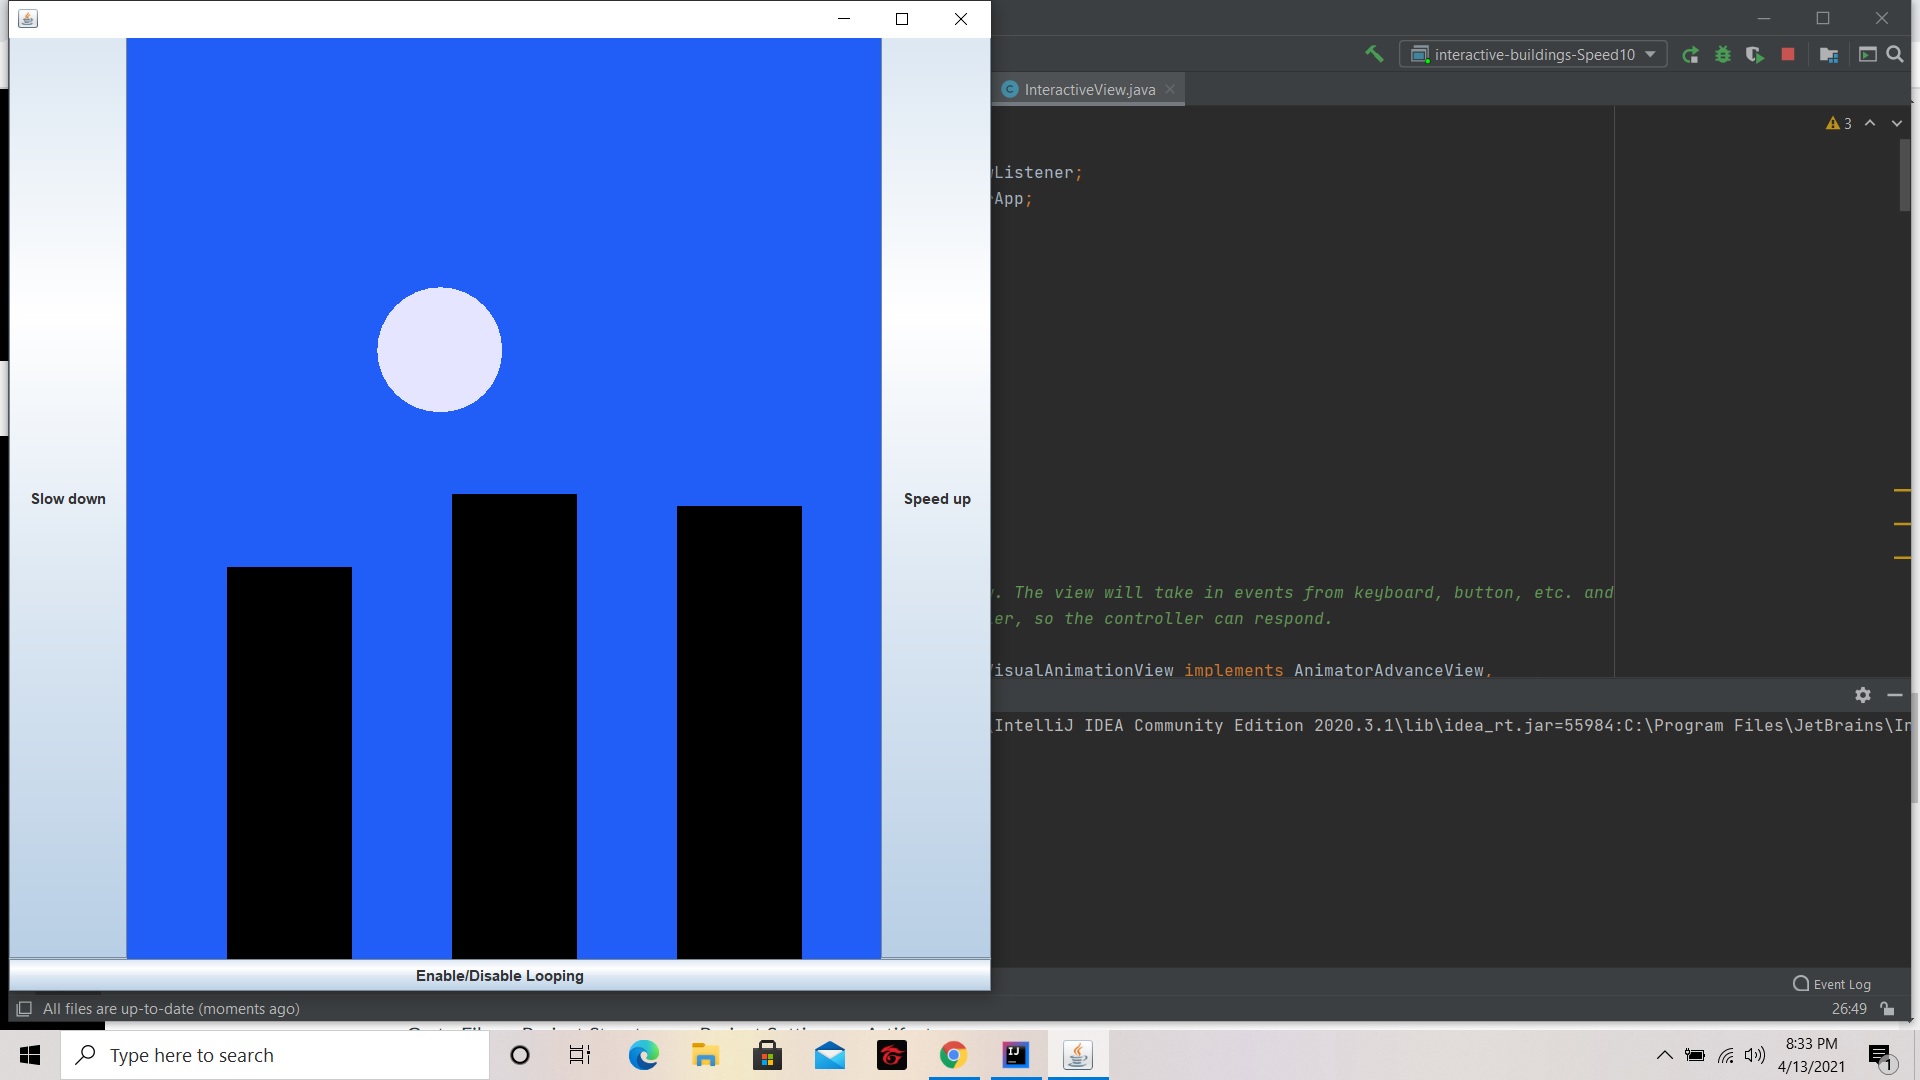 interactive-buildings-Speed10
InteractiveView.java
3
Listener;
App;
. The view will take in events from keyboard, button, etc. and
er, so the controller can respond.
isualAnimationView implements AnimatorAdvanceView,
\IntelliJ IDEA Community Edition 2020.3.1\lib\idea_rt.jar=55984:C:\Program Files\JetBrains\In
Slow down
Speed up
Enable/Disable Looping
Event Log
All files are up-to-date (moments ago)
26:49
Type here to search
IJ
8:33 PM
4/13/2021
1